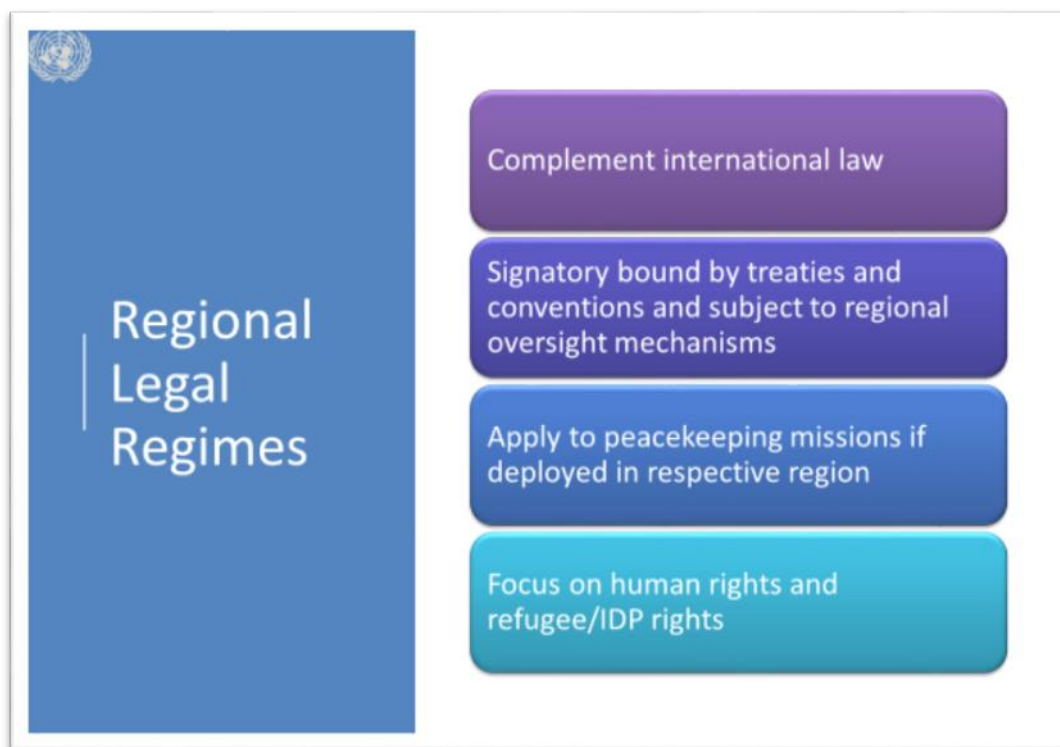 Regional
Legal
Regimes
Complement international law
Signatory bound by treaties and
conventions and subject to regional
oversight mechanisms
Apply to peacekeeping missions if
deployed in respective region
Focus on human rights and
refugee/IDP rights